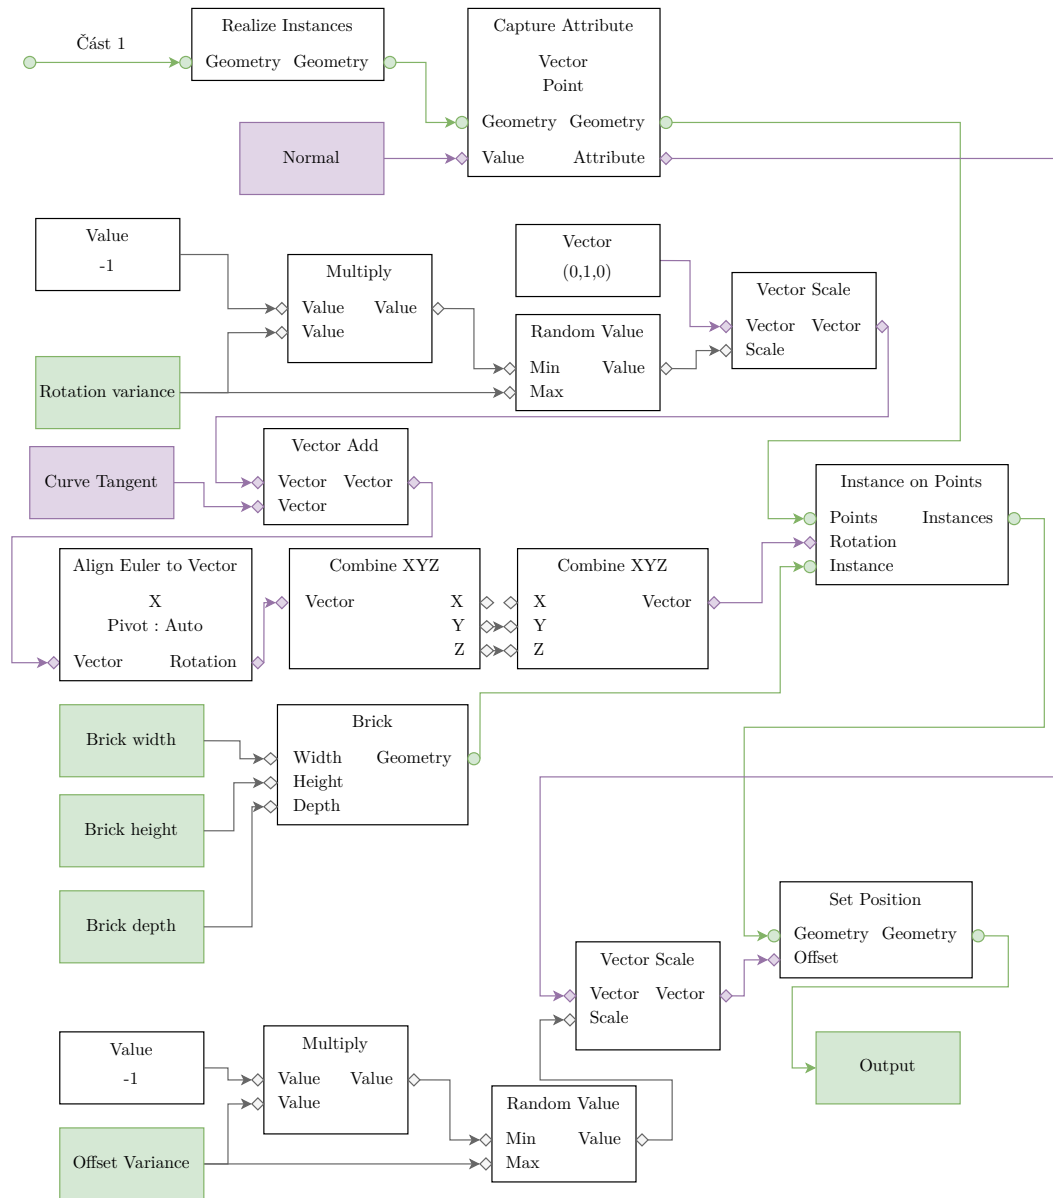 Část 1
Realize Instances
Geometry Geometry
Capture Attribute
Vector
Point
Geometry Geometry
Value Attribute
Normal
Value
-1
Multiply
Value Value
Value
Rotation variance
Vector
(0,1,0)
Random Value
Min Value
Max
Vector Scale
Vector Vector
Scale
Curve Tangent
Vector Add
Vector Vector
Vector
Instance on Points
Points Instances
Rotation
Instance
Align Euler to Vector
X
Pivot : Auto
Vector Rotation
Combine XYZ
Vector X
Y
Z
Combine XYZ
X Vector
Y
Z
Brick width
Brick height
Brick depth
Brick
Width Geometry
Height
Depth
Set Position
Geometry Geometry
Offset
Vector Scale
Vector Vector
Scale
Output
Value
-1
Multiply
Value Value
Value
Offset Variance
Random Value
Min Value
Max